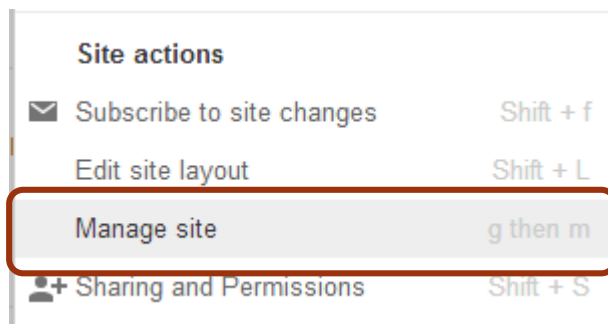 Site actions
Subscribe to site changes Shift + f
Edit site layout Shift + L
Manage site g then m
Sharing and Permissions Shift + S